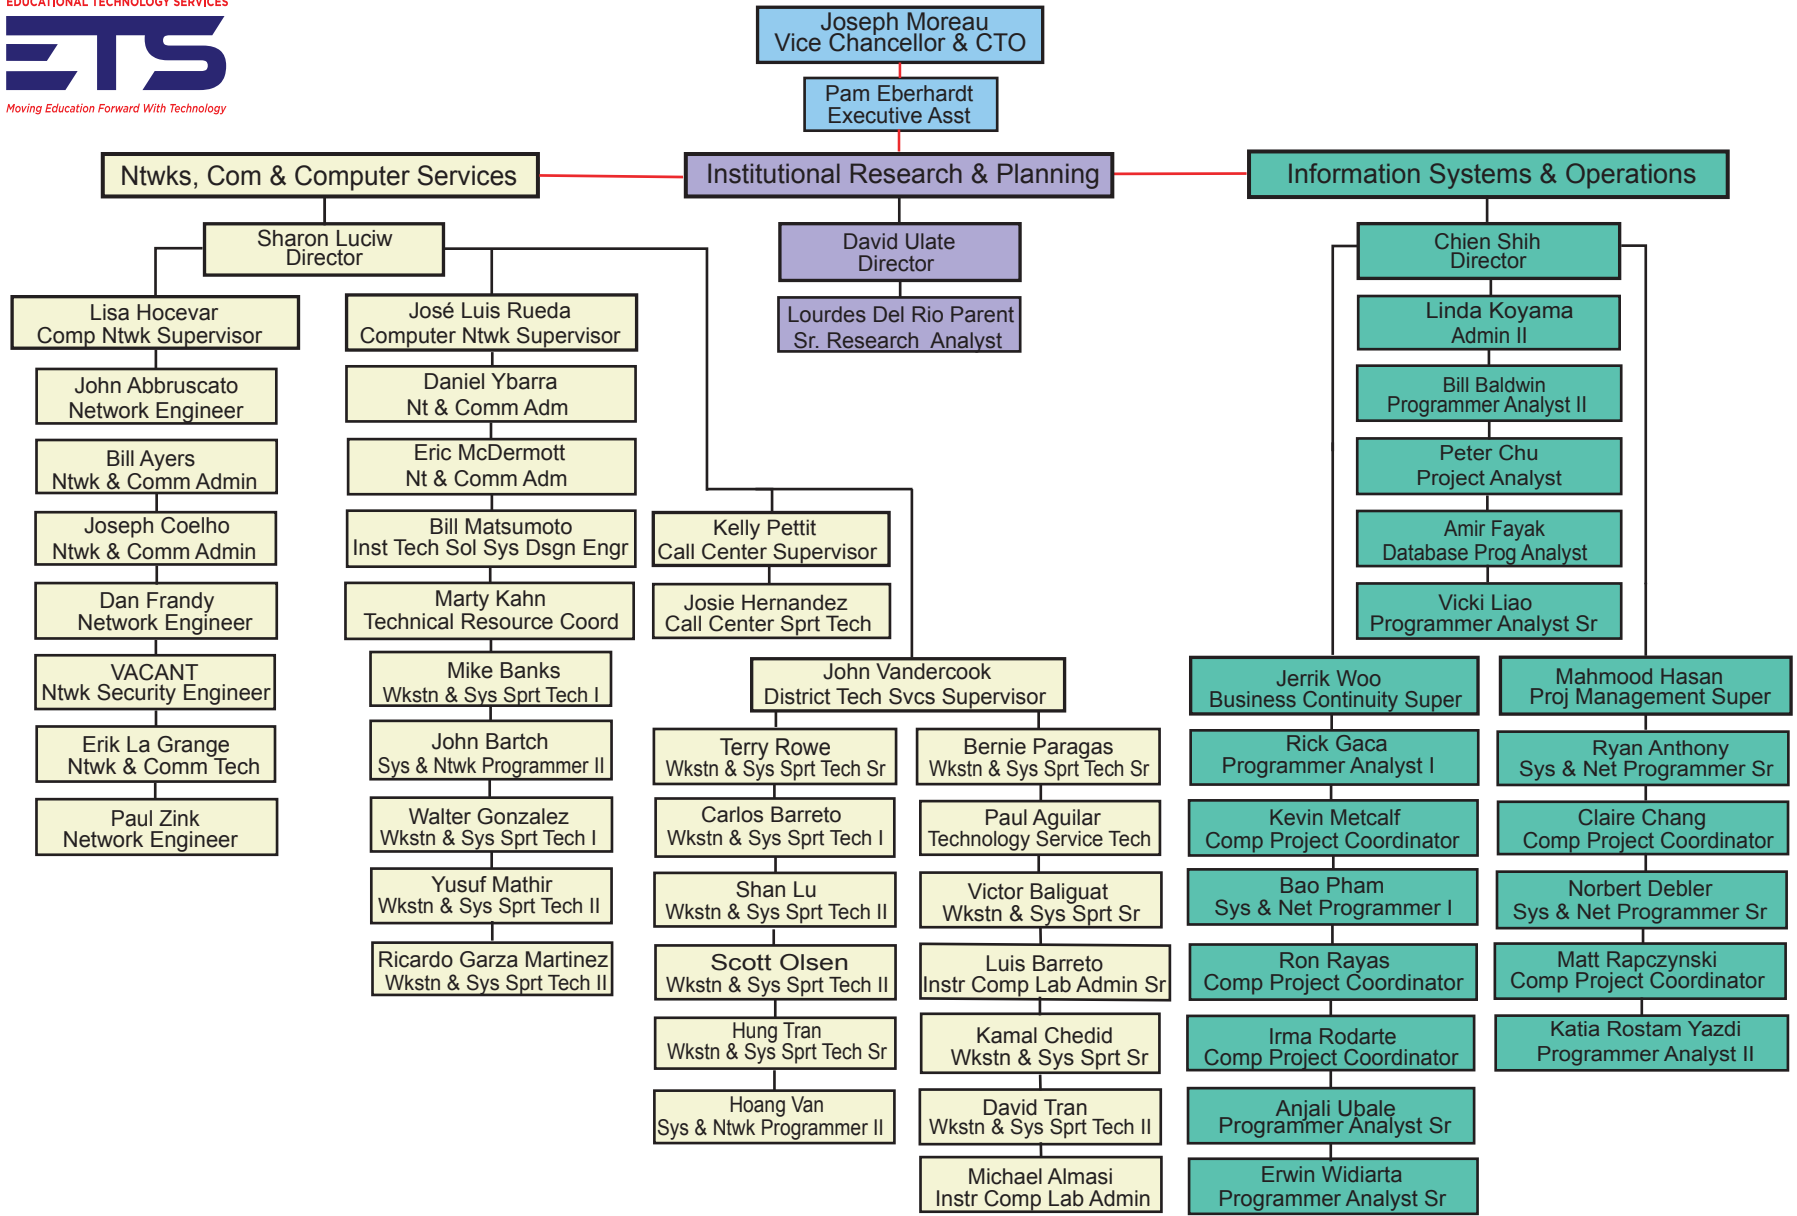 EDUCATIONAL TECHNOLOGY SERVICES
ETS
Moving Education Forward With Technology
Joseph Moreau
Vice Chancellor & CTO
Pam Eberhardt
Executive Asst
Ntwks, Com & Computer Services
Institutional Research & Planning
Information Systems & Operations
Sharon Luciw
Director
Lisa Hocevar
Comp Ntwk Supervisor
John Abbruscato
Network Engineer
Bill Ayers
Ntwk & Comm Admin
Joseph Coelho
Ntwk & Comm Admin
Dan Frandy
Network Engineer
VACANT
Ntwk Security Engineer
Erik La Grange
Ntwk & Comm Tech
Paul Zink
Network Engineer
José Luis Rueda
Computer Ntwk Supervisor
Daniel Ybarra
Nt & Comm Adm
Eric McDermott
Nt & Comm Adm
Bill Matsumoto
Inst Tech Sol Sys Dsgn Engr
Marty Kahn
Technical Resource Coord
Mike Banks
Wkstn & Sys Sprt Tech I
John Bartch
Sys & Ntwk Programmer II
Walter Gonzalez
Wkstn & Sys Sprt Tech I
Yusuf Mathir
Wkstn & Sys Sprt Tech II
Ricardo Garza Martinez
Wkstn & Sys Sprt Tech II
Kelly Pettit
Call Center Supervisor
Josie Hernandez
Call Center Sprt Tech
John Vandercook
District Tech Svcs Supervisor
Terry Rowe
Wkstn & Sys Sprt Tech Sr
Carlos Barreto
Wkstn & Sys Sprt Tech I
Shan Lu
Wkstn & Sys Sprt Tech II
Scott Olsen
Wkstn & Sys Sprt Tech II
Hung Tran
Wkstn & Sys Sprt Tech Sr
Hoang Van
Sys & Ntwk Programmer II
Bernie Paragas
Wkstn & Sys Sprt Tech Sr
Paul Aguilar
Technology Service Tech
Victor Baliguat
Wkstn & Sys Sprt Sr
Luis Barreto
Instr Comp Lab Admin Sr
Kamal Chedid
Wkstn & Sys Sprt Sr
David Tran
Wkstn & Sys Sprt Tech II
Michael Almasi
Instr Comp Lab Admin
David Ulate
Director
Lourdes Del Rio Parent
Sr. Research Analyst
Chien Shih
Director
Linda Koyama
Admin II
Bill Baldwin
Programmer Analyst II
Peter Chu
Project Analyst
Amir Fayak
Database Prog Analyst
Vicki Liao
Programmer Analyst Sr
Jerrik Woo
Business Continuity Super
Rick Gaca
Programmer Analyst I
Kevin Metcalf
Comp Project Coordinator
Bao Pham
Sys & Net Programmer I
Ron Rayas
Comp Project Coordinator
Irma Rodarte
Comp Project Coordinator
Anjali Ubale
Programmer Analyst Sr
Erwin Widiarta
Programmer Analyst Sr
Mahmood Hasan
Proj Management Super
Ryan Anthony
Sys & Net Programmer Sr
Claire Chang
Comp Project Coordinator
Norbert Debler
Sys & Net Programmer Sr
Matt Rapczynski
Comp Project Coordinator
Katia Rostam Yazdi
Programmer Analyst II